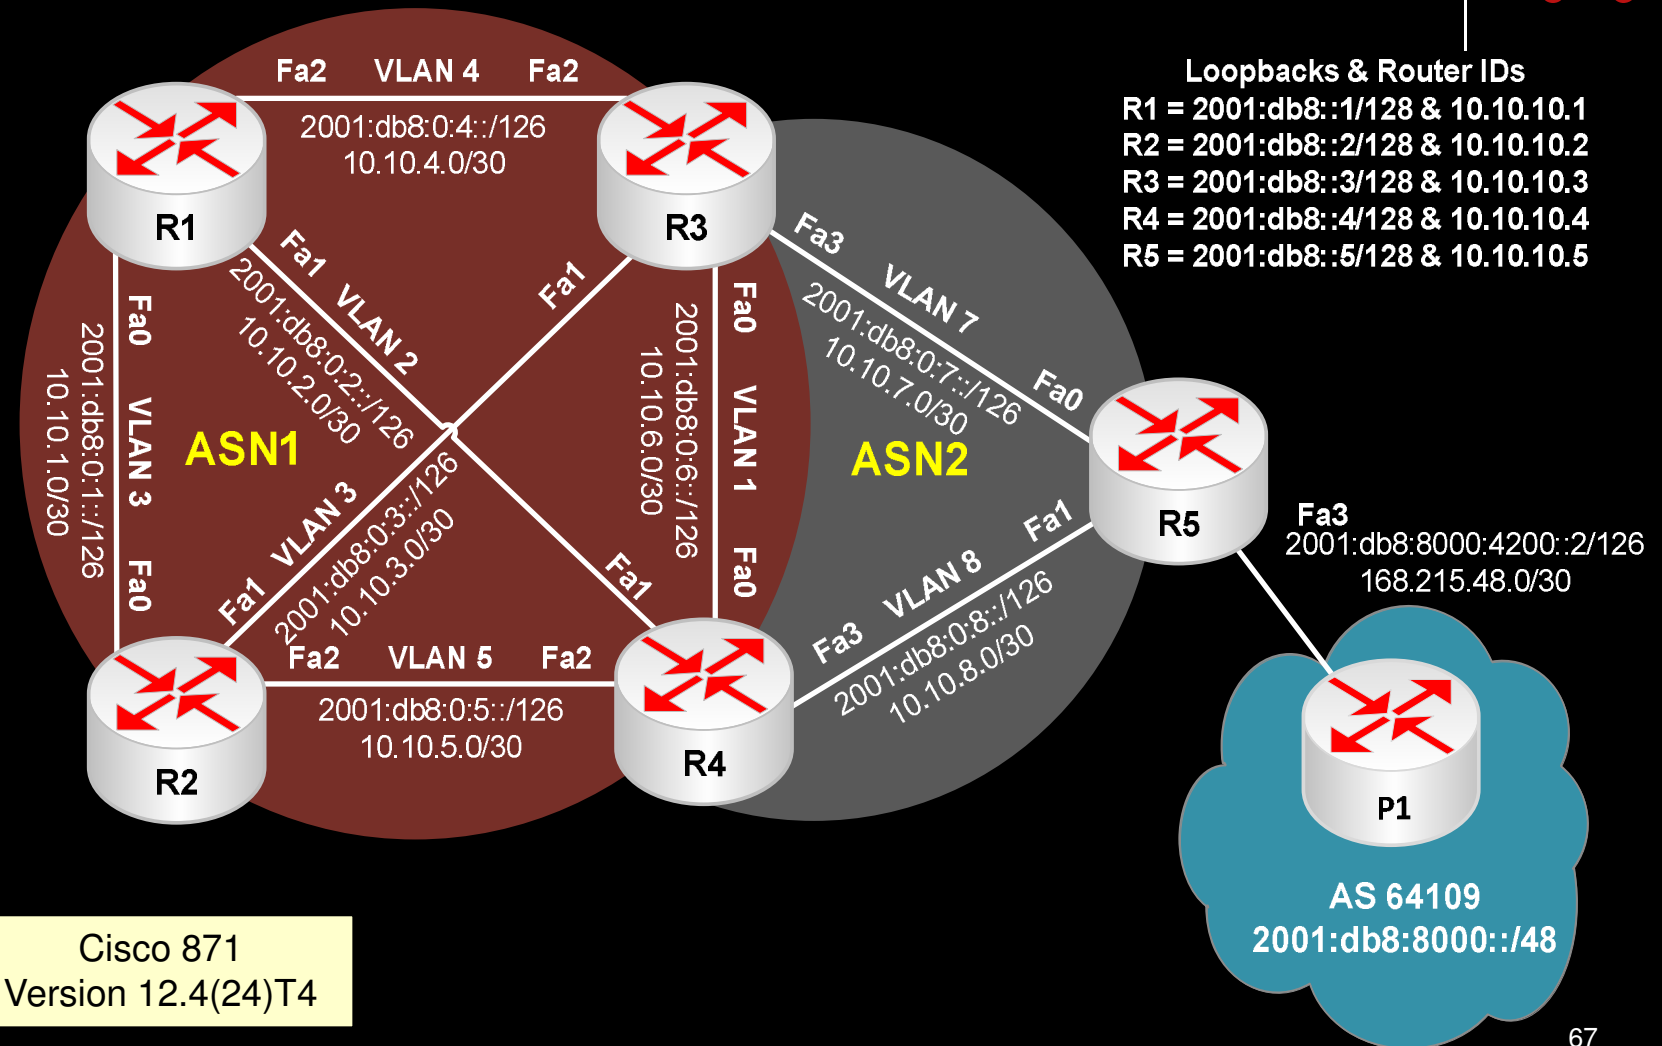 Loopbacks & Router IDs
R1 = 2001:db8::1/128 & 10.10.10.1
R2 = 2001:db8::2/128 & 10.10.10.2
R3 = 2001:db8::3/128 & 10.10.10.3
R4 = 2001:db8::4/128 & 10.10.10.4
R5 = 2001:db8::5/128 & 10.10.10.5
Fa2 VLAN 4 Fa2
2001:db8:0:4::/126
10.10.4.0/30
R1
R3
Fa1 VLAN 2 Fa1
2001:db8:0:2::/126
10.10.2.0/30
Fa1
Fa0 VLAN 3 Fa0
2001:db8:0:1::/126
10.10.1.0/30
ASN1
Fa1 VLAN 3
2001:db8:0:3::/126
10.10.3.0/30
Fa0 VLAN 1 Fa0
2001:db8:0:6::/126
10.10.6.0/30
Fa3 VLAN 7 Fa0
2001:db8:0:7::/126
10.10.7.0/30
ASN2
R5
Fa3 VLAN 8 Fa1
2001:db8:0:8::/126
10.10.8.0/30
Fa3
2001:db8:8000:4200::2/126
168.215.48.0/30
Fa2 VLAN 5 Fa2
2001:db8:0:5::/126
10.10.5.0/30
R2
R4
P1
AS 64109
2001:db8:8000::/48
Cisco 871
Version 12.4(24)T4
67